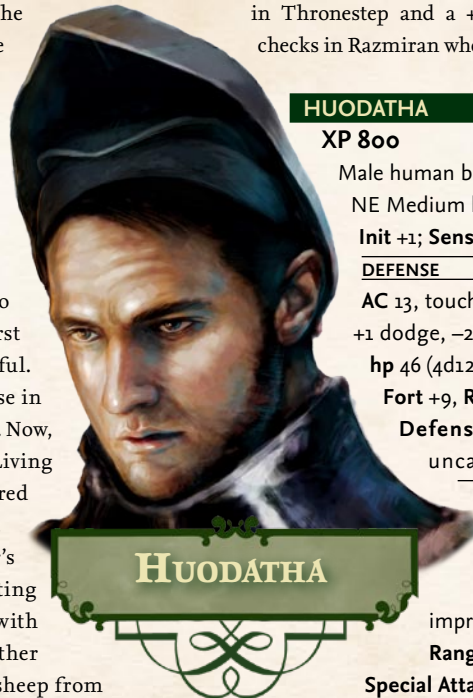 he
e
o
rst
ful.
se in
. Now,
Living
red
's
ting
with
ther
sheep from
in Thronestep and a +
checks in Razmiran whe
HUODATHA
XP 800
Male human b
NE Medium h
Init +1; Sens
DEFENSE
AC 13, touch
+1 dodge, –2
hp 46 (4d12
Fort +9, R
Defens
unca
impr
Rang
Special Atta
HUODATHA